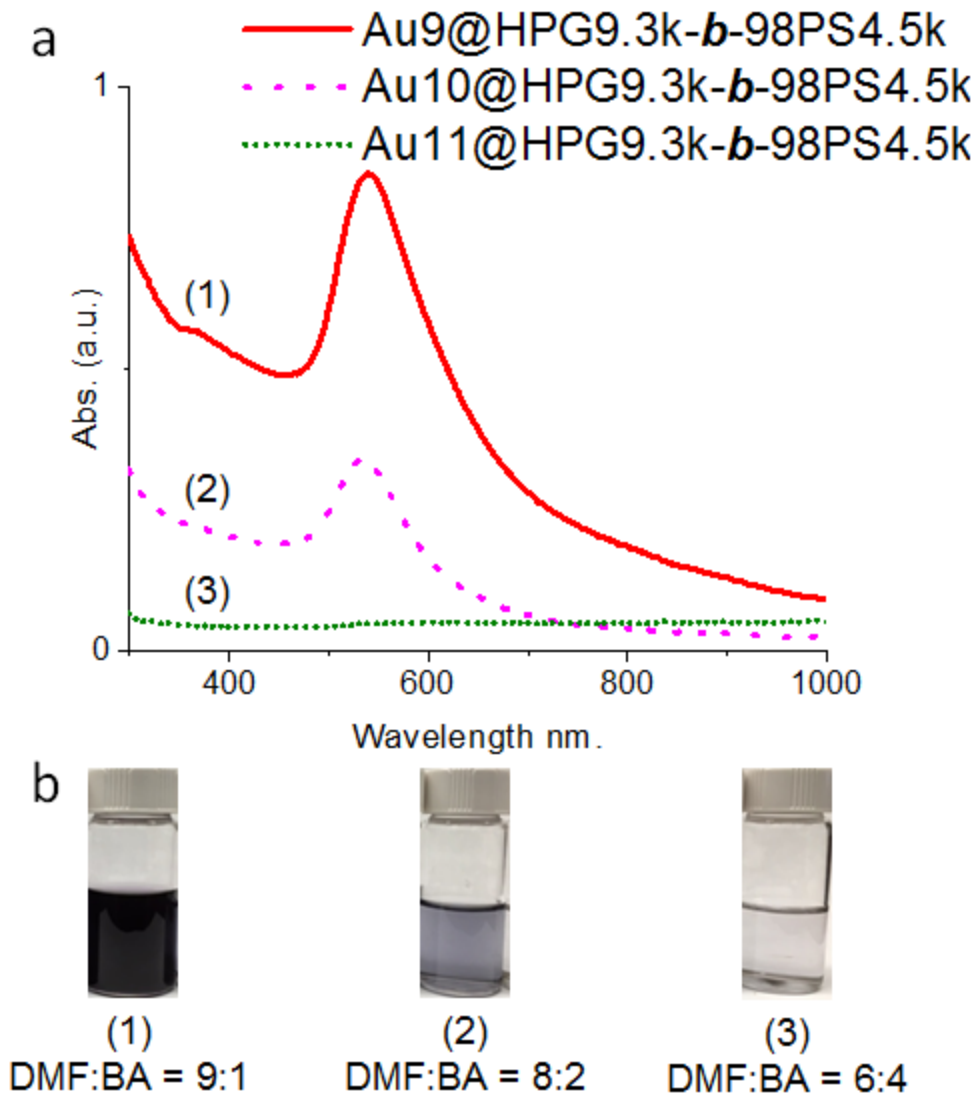 a
Au9@HPG9.3k-b-98PS4.5k
Au10@HPG9.3k-b-98PS4.5k
Au11@HPG9.3k-b-98PS4.5k
1
Abs. (a.u.)
(1)
(2)
(3)
0
400 600 800 1000
Wavelength nm.
b
(1) (2) (3)
DMF:BA = 9:1 DMF:BA = 8:2 DMF:BA = 6:4